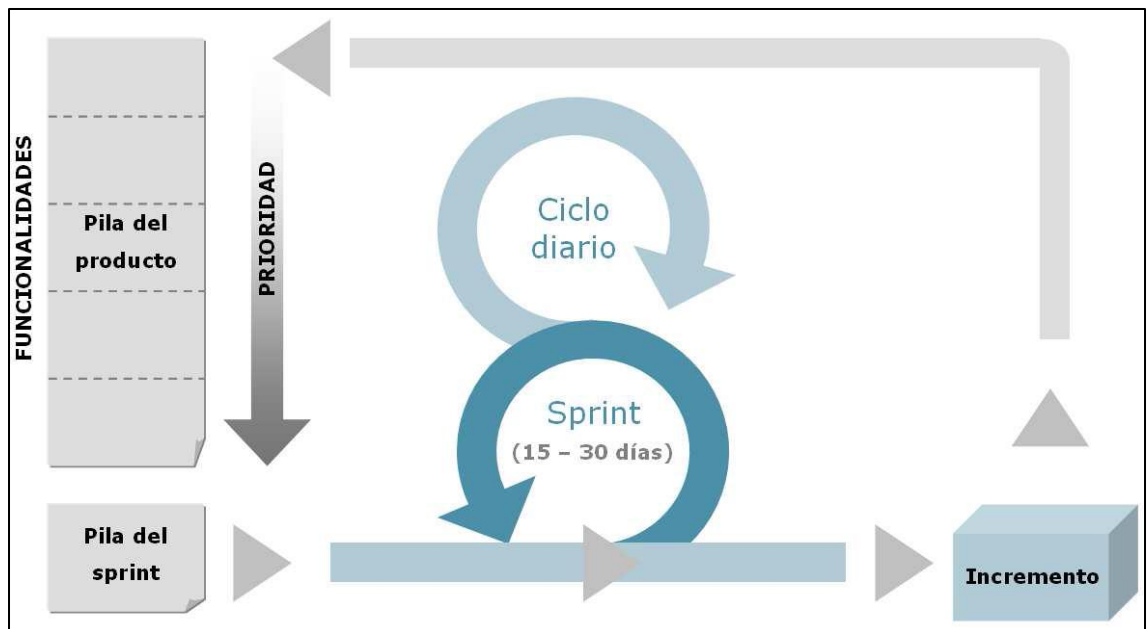 FUNCIONALIDADES
Pila del
producto
PRIORIDAD
Ciclo
diario
Sprint
(15 – 30 días)
Pila del
sprint
Incremento